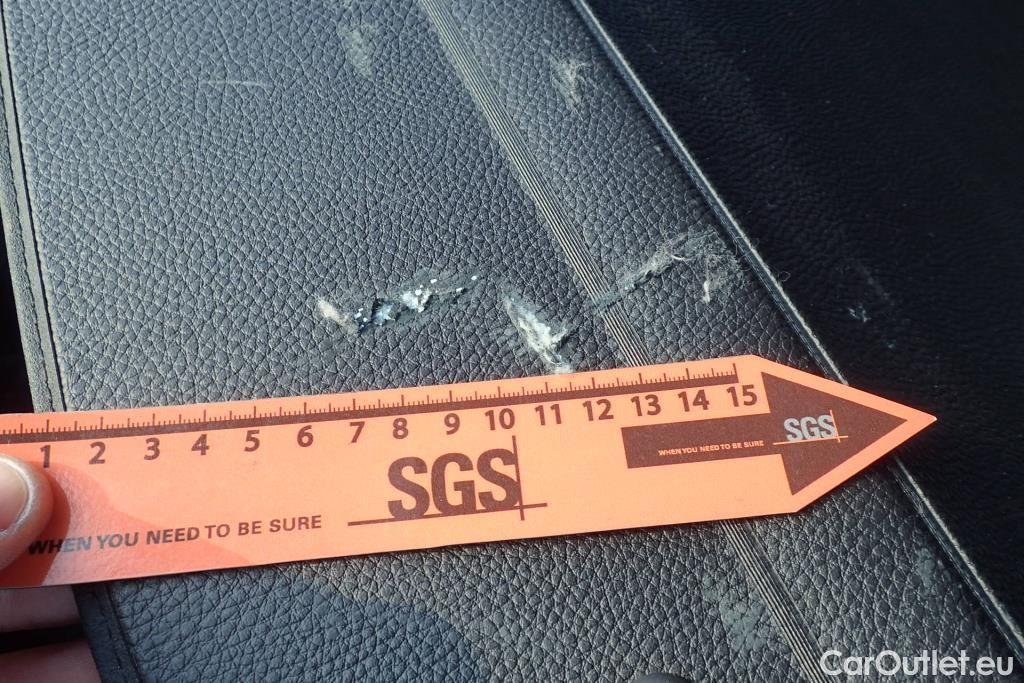 1 2 3 4 5 6 7 8 9 10 11 12 13 14 15
SGS
WHEN YOU NEED TO BE SURE
WHEN YOU NEED TO BE SURE
SGS
CarOutlet.eu